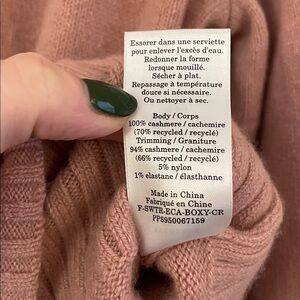 Essorer dans une serviette
pour enlever l'excès d'eau.
Redonner la forme
lorsque mouillé.
Sécher à plat.
Repassage à température
douce si nécessaire.
Ou nettoyer à sec.
Body / Corps
100% cashmere / cachemire
(70% recycled / recyclé)
Trimming / Graniture
94% cashmere / cachemire
(66% recycled / recyclé)
5% nylon
1% elastane / élasthanne
Made in China
Fabriqué en Chine
F-SWTR-ECA-BOXY-CR
PP8950067159